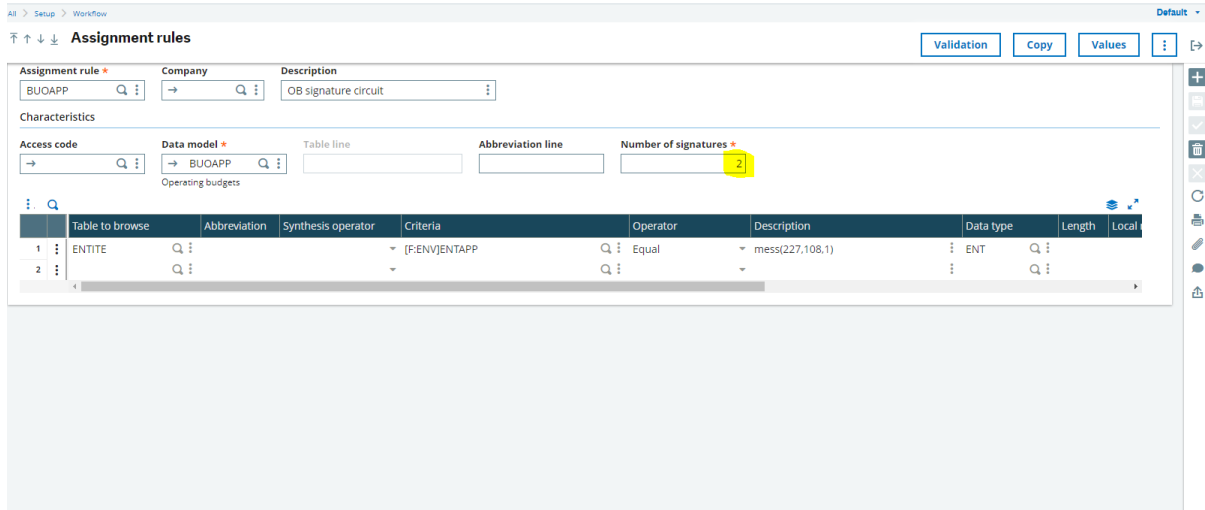 All > Setup > Workflow
Default
Assignment rules
Validation Copy Values
Assignment rule * Company Description
BUOAPP OB signature circuit
Characteristics
Access code Data model * Table line Abbreviation line Number of signatures *
BUOAPP 2
Operating budgets
Table to browse Abbreviation Synthesis operator Criteria Operator Description Data type Length Local
1 ENTITE [F:ENV]ENTAPP Equal mess(227,108,1) ENT
2